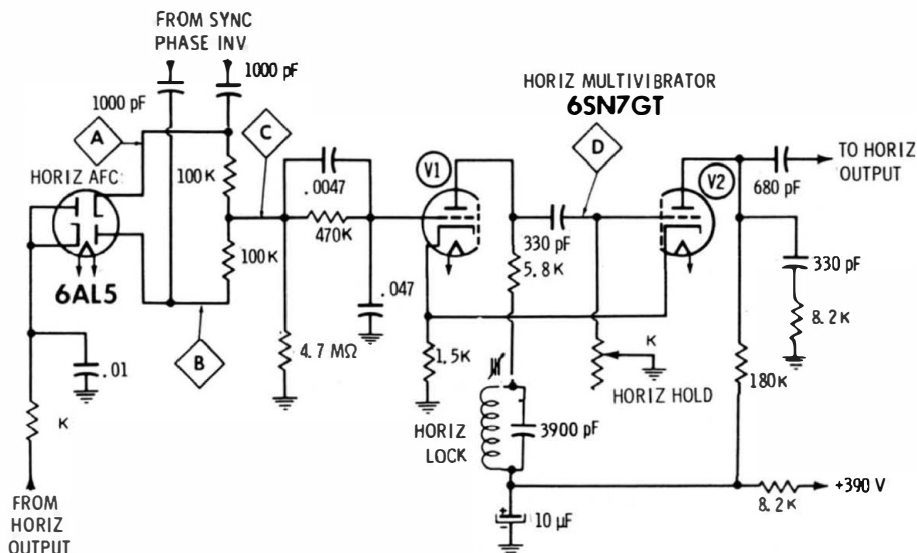 FROM SYNC
PHASE INV
1000 pF
1000 pF
HORIZ MULTIVIBRATOR
6SN7GT
A
C
D
V1
V2
TO HORIZ
OUTPUT
HORIZ AFC
100K
.0047
680 pF
470K
330 pF
6AL5
100K
5.8K
330 pF
.047
8.2K
B
4.7 MΩ
1.5K
K
.01
HORIZ HOLD
180K
K
HORIZ
LOCK
3900 pF
+390 V
8.2K
FROM
HORIZ
OUTPUT
+
-
10 µF